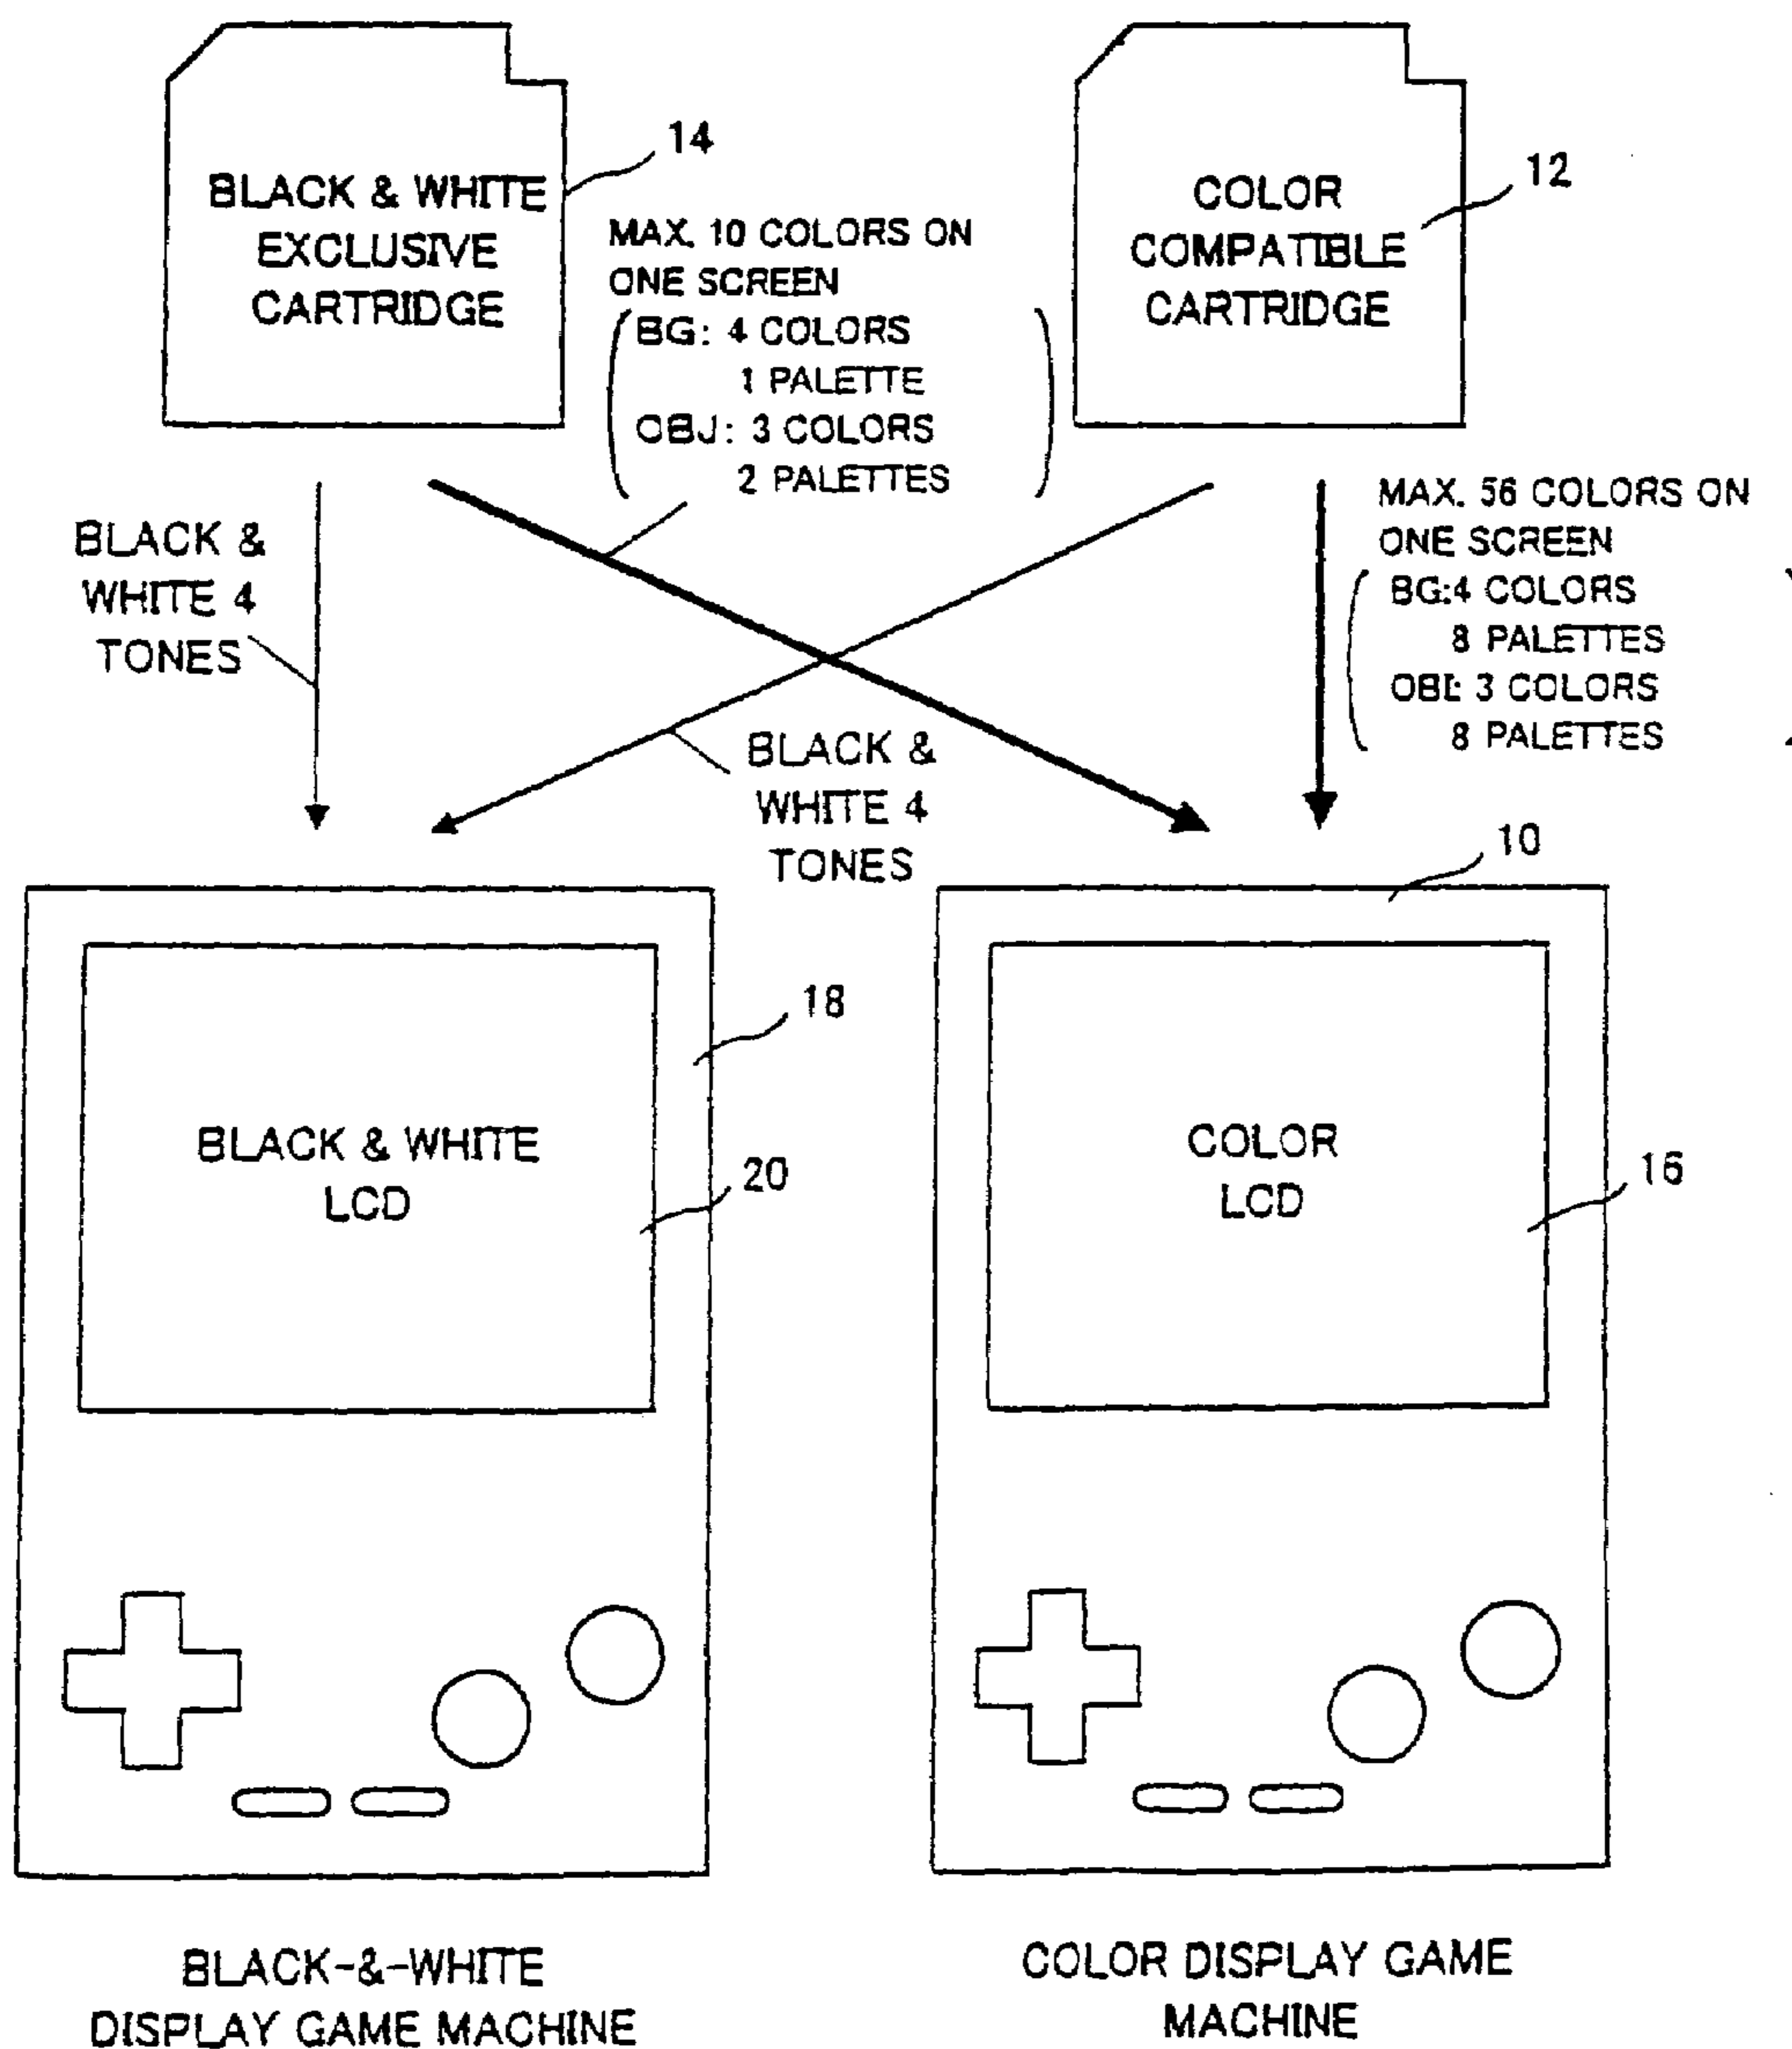 BLACK & WHITE
EXCLUSIVE
CARTRIDGE
14
MAX. 10 COLORS ON
ONE SCREEN
BG: 4 COLORS
1 PALETTE
OBJ: 3 COLORS
2 PALETTES
COLOR
COMPATIBLE
CARTRIDGE
12
BLACK &
WHITE 4
TONES
BLACK &
WHITE 4
TONES
MAX. 56 COLORS ON
ONE SCREEN
BG:4 COLORS
8 PALETTES
OBI: 3 COLORS
8 PALETTES
10
BLACK & WHITE
LCD
18
20
COLOR
LCD
16
BLACK-&-WHITE
DISPLAY GAME MACHINE
COLOR DISPLAY GAME
MACHINE